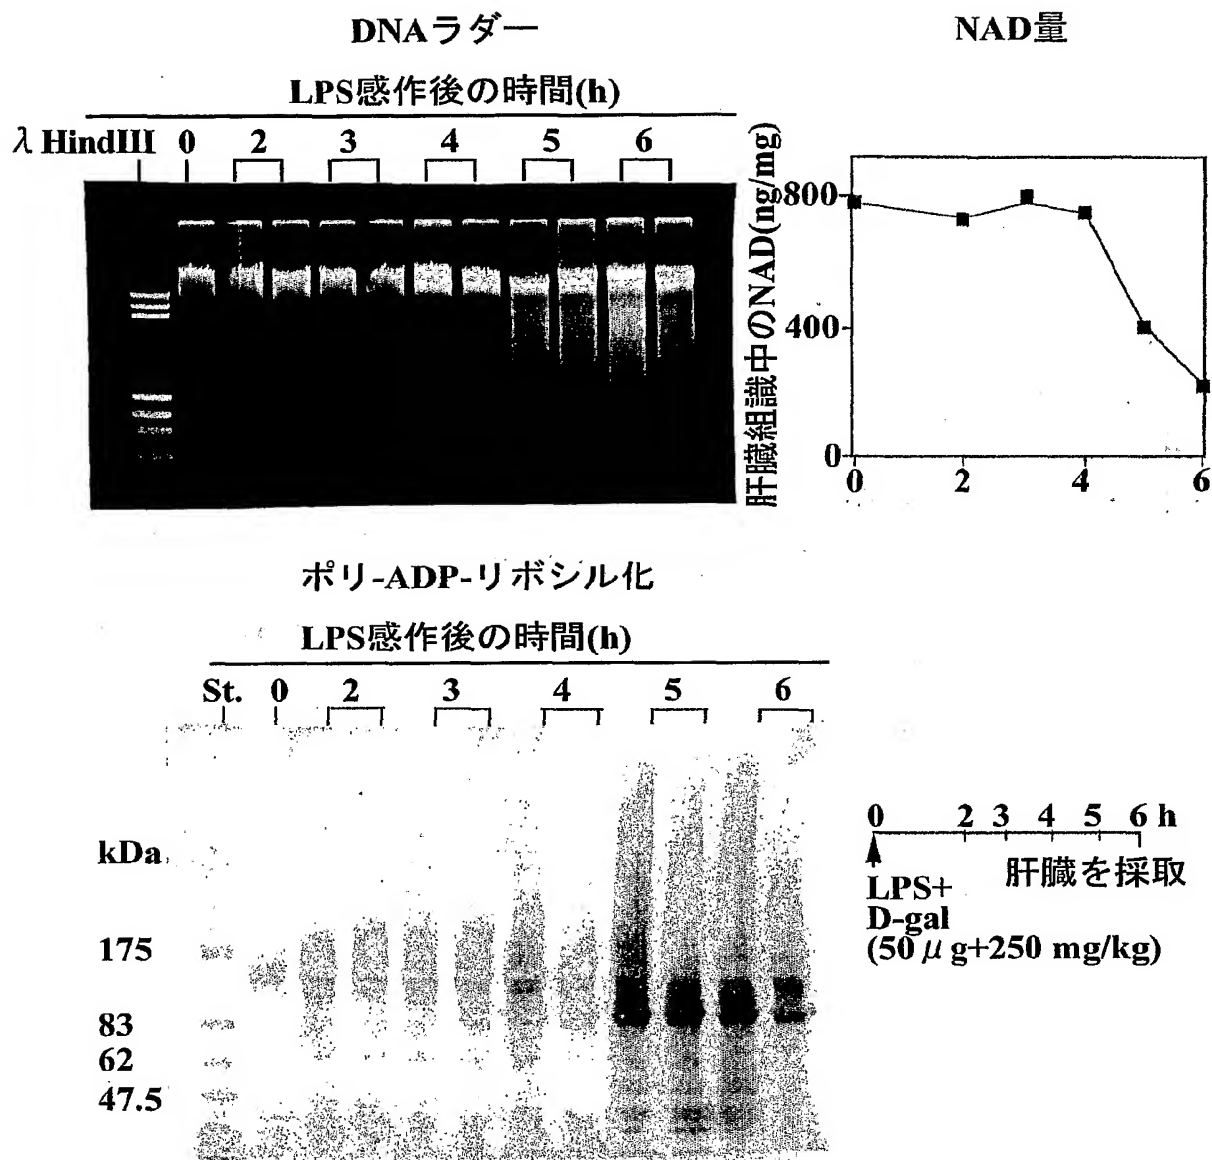 DNAラダー
LPS感作後の時間(h)
λ HindIII 0 2 3 4 5 6
NAD量
肝臓組織中のNAD(ng/mg)
800
400
0
0 2 4 6
ポリ-ADP-リボシル化
LPS感作後の時間(h)
St. 0 2 3 4 5 6
kDa
175
83
62
47.5
0 2 3 4 5 6 h
肝臓を採取
LPS+
D-gal
(50μg+250 mg/kg)